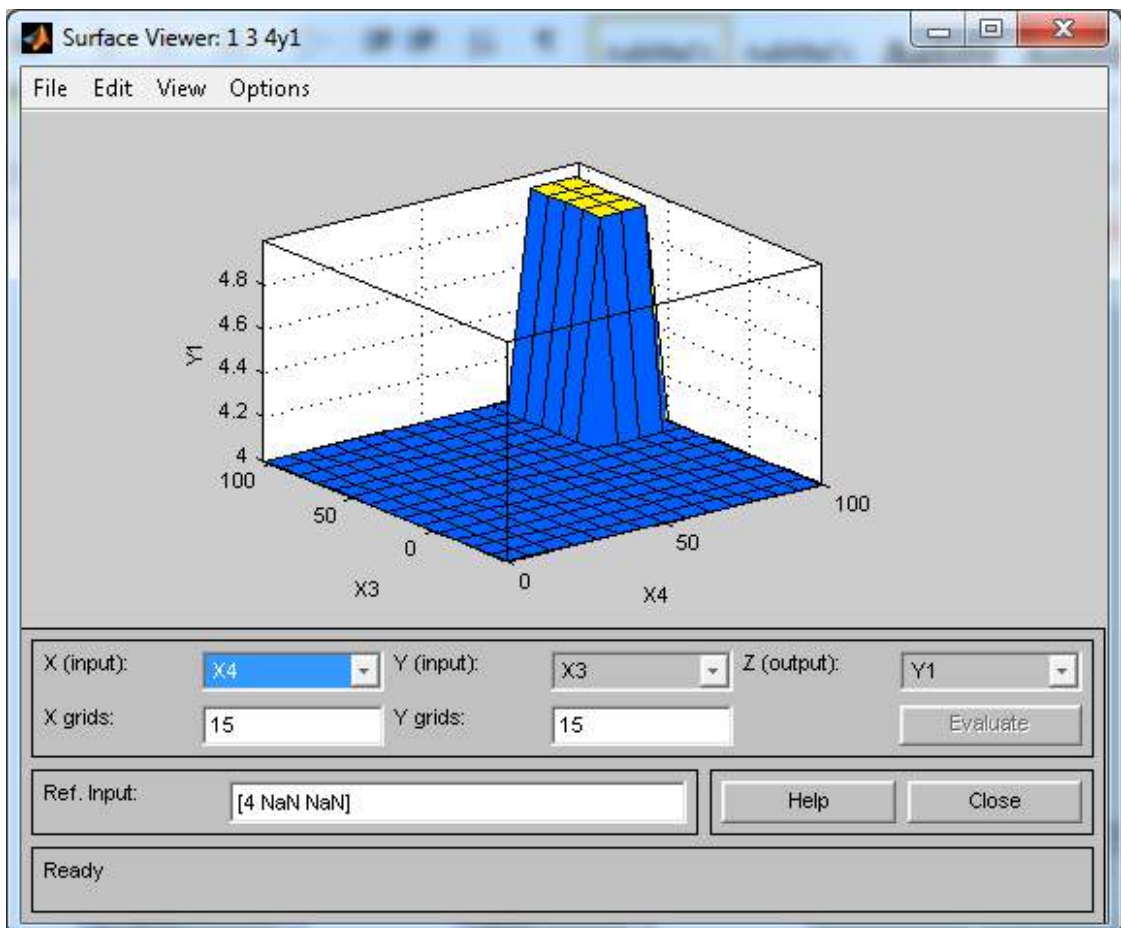 Surface Viewer: 1 3 4y1
File Edit View Options
4.8
4.6
4.4
4.2
4
Y1
100
50
0
X3
0
50
100
X4
X (input): X4 Y (input): X3 Z (output): Y1
X grids: 15 Y grids: 15 Evaluate
Ref. Input: [4 NaN NaN] Help Close
Ready